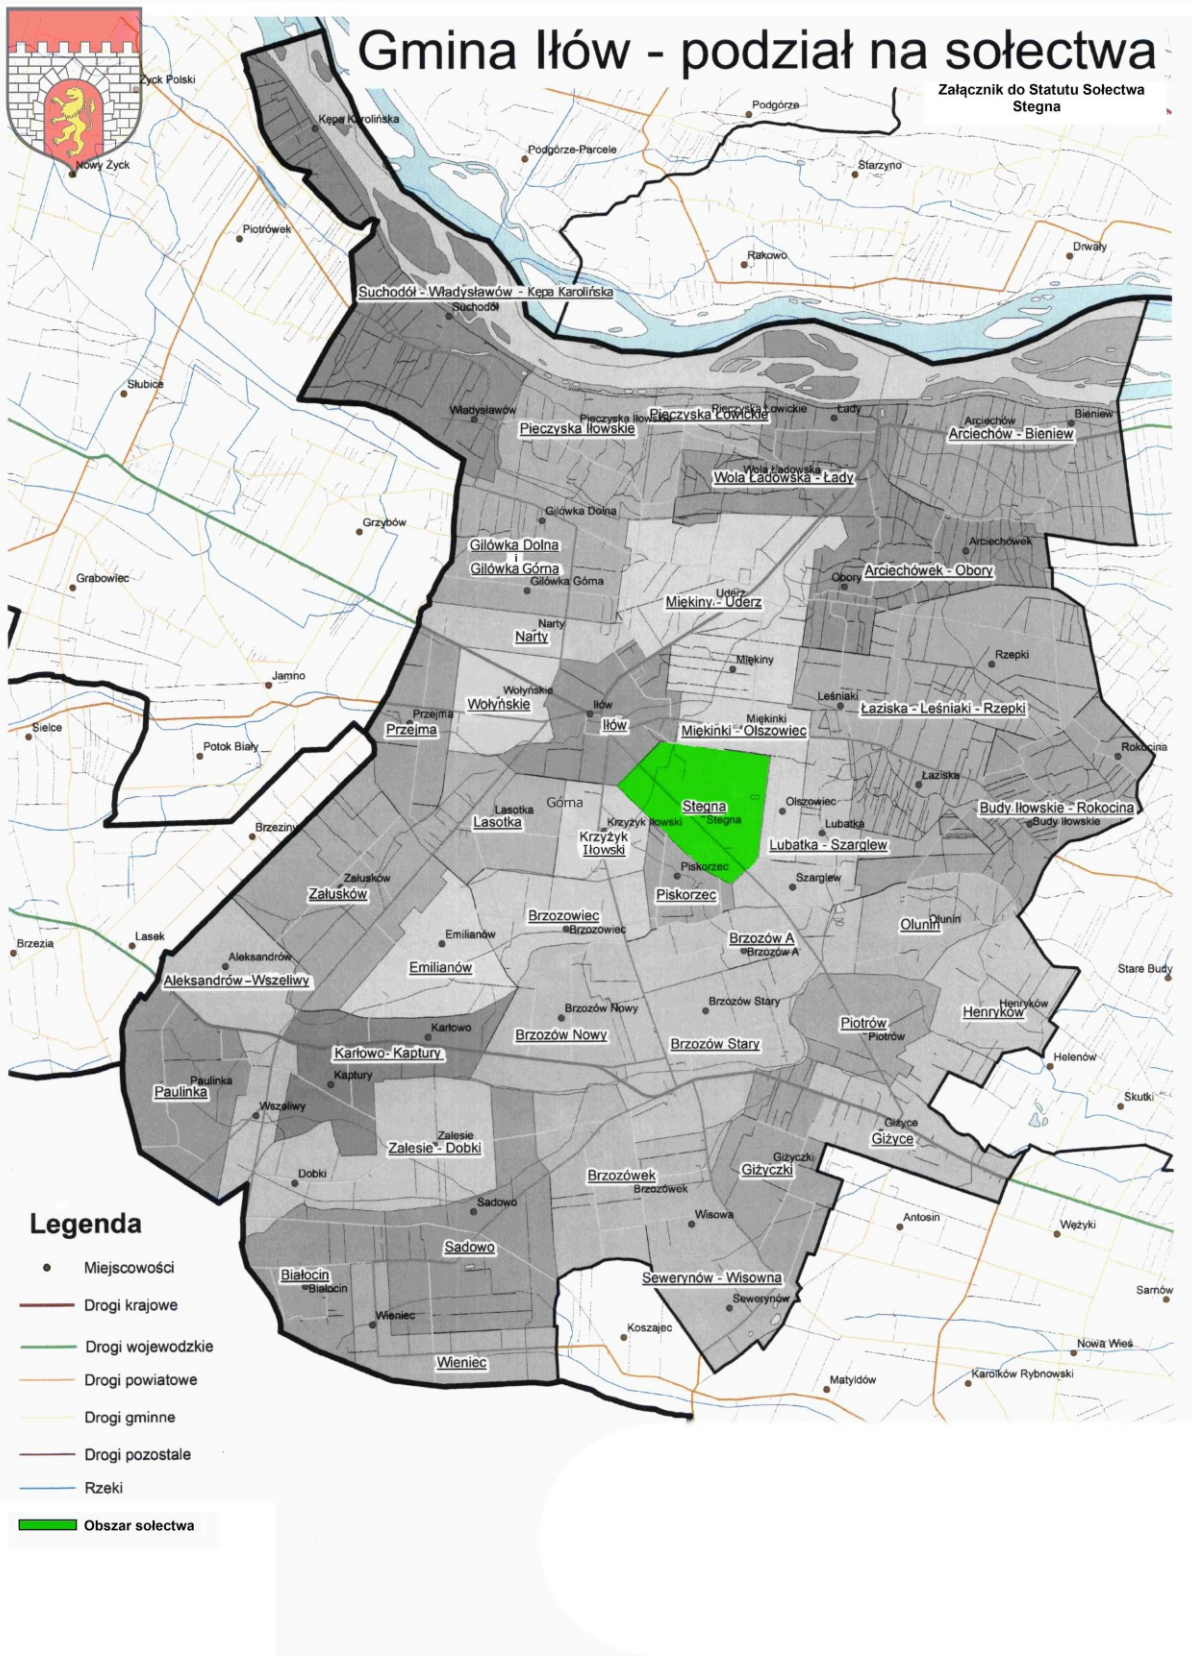 Gmina Iłów - podział na sołectwa
Załącznik do Statutu Sołectwa
Stegna
Życk Polski
Podgórze
Kępa Karolińska
Podgórze-Parcele
Nowy Życk
Starzyno
Piotrówek
Rakowo
Drwały
Suchodół - Władysławów - Kępa Karolińska
Suchodół
Słubice
Władysławów
Pieczyska Iłowskie
Pieczyska Łowickie
Pieczyska Łowickie
Łady
Arciechów
Bieniew
Pieczyska Iłowskie
Arciechów - Bieniew
Wola Ładowska
Wola Ładowska - Łady
Gilówka Dolna
Grzybów
Gilówka Dolna
i
Gilówka Górna
Arciechówek
Grabowiec
Gilówka Górna
Obory
Arciechówek - Obory
Uderz
Miękiny - Uderz
Narty
Narty
Miękiny
Rzepki
Jamno
Wołyńskie
Wołyńskie
Leśniaki
Łaziska - Leśniaki - Rzepki
Iłów
Iłów
Przejma
Przejma
Miękinki
Miękinki - Olszowiec
Sielce
Potok Biały
Rokocina
Łaziska
Górna
Lasotka
Lasotka
Stegna
Stegna
Olszowiec
Budy Iłowskie - Rokocina
Budy Iłowskie
Brzeziny
Krzyżyk Iłowski
Krzyżyk
Iłowski
Lubatka
Lubatka - Szarglew
Załusków
Załusków
Piskorzec
Piskorzec
Szarglew
Brzozowiec
Brzozowiec
Olunin
Olunin
Brzezia
Lasek
Emilianów
Emilianów
Brzozów A
Brzozów A
Aleksandrów
Aleksandrów - Wszeliwy
Stare Budy
Brzozów Nowy
Brzozów Nowy
Brzozów Stary
Brzozów Stary
Henryków
Henryków
Piotrów
Piotrów
Karłowo
Karłowo - Kaptury
Helenów
Paulinka
Paulinka
Kaptury
Skutki
Wszeliwy
Zalesie
Zalesie - Dobki
Giżyce
Giżyce
Dobki
Brzozówek
Brzozówek
Giżyczki
Giżyczki
Sadowo
Sadowo
Wisowa
Antosin
Wężyki
Białocin
Białocin
Sewerynów - Wisowna
Sewerynów
Samów
Wieniec
Wieniec
Koszajec
Nowa Wieś
Matyldów
Karolków Rybnowski
Legenda
Miejscowości
Drogi krajowe
Drogi wojewodzkie
Drogi powiatowe
Drogi gminne
Drogi pozostale
Rzeki
Obszar sołectwa